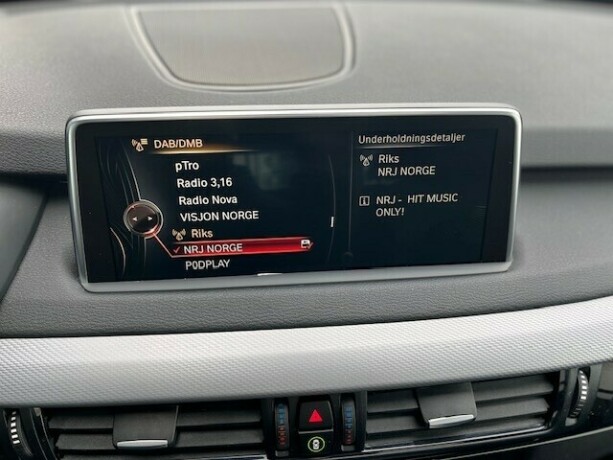 DAB/DMB
pTro
Radio 3,16
Radio Nova
VISJON NORGE
Riks
NRJ NORGE
P0DPLAY
Underholdningsdetaljer
Riks
NRJ NORGE
NRJ - HIT MUSIC
ONLY!